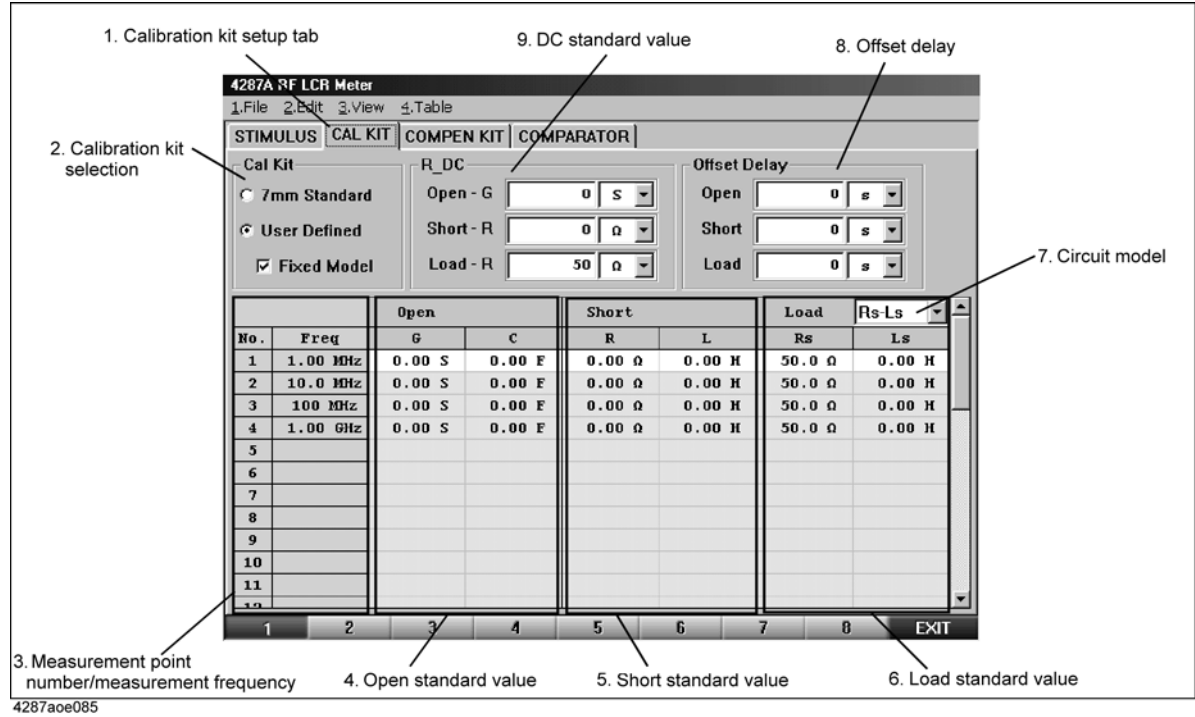 1. Calibration kit setup tab
9. DC standard value
8. Offset delay
4287A RF LCR Meter
1.File 2.Edit 3.View 4.Table
STIMULUS CAL KIT COMPEN KIT COMPARATOR
2. Calibration kit
selection
Cal Kit R_DC Offset Delay
7mm Standard Open - G 0 S Open 0 s
User Defined Short - R 0 Ω Short 0 s
Fixed Model Load - R 50 Ω Load 0 s
7. Circuit model
Open Short Load Rs-Ls
No. Freq G C R L Rs Ls
1 1.00 MHz 0.00 S 0.00 F 0.00 Ω 0.00 H 50.0 Ω 0.00 H
2 10.0 MHz 0.00 S 0.00 F 0.00 Ω 0.00 H 50.0 Ω 0.00 H
3 100 MHz 0.00 S 0.00 F 0.00 Ω 0.00 H 50.0 Ω 0.00 H
4 1.00 GHz 0.00 S 0.00 F 0.00 Ω 0.00 H 50.0 Ω 0.00 H
5
6
7
8
9
10
11
12
1 2 3 4 5 6 7 8 EXIT
3. Measurement point
number/measurement frequency
4. Open standard value
5. Short standard value
6. Load standard value
4287aoe085